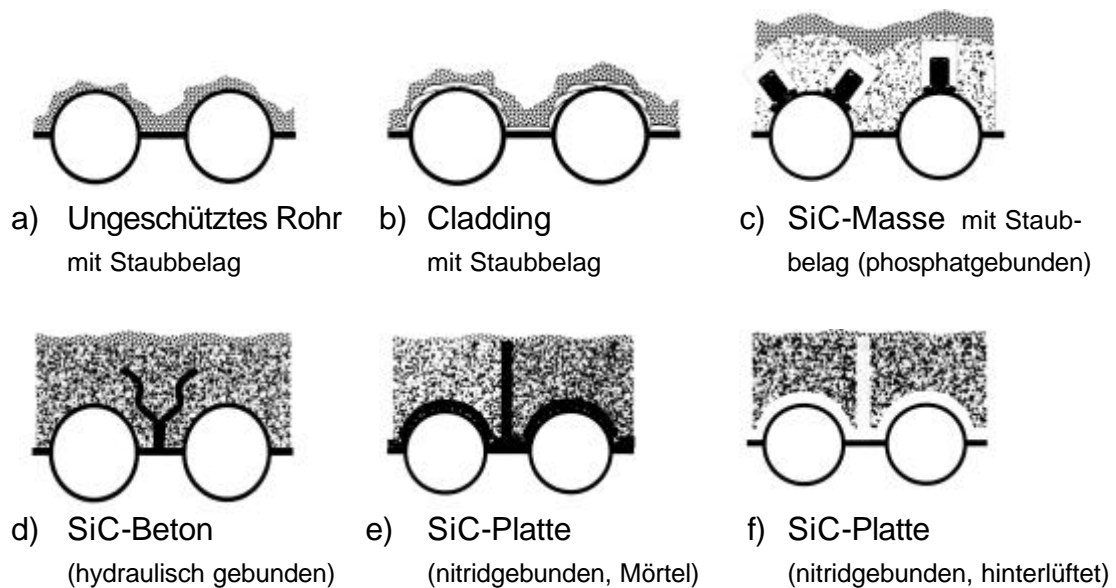 a) Ungeschütztes Rohr
mit Staubbelag
b) Cladding
mit Staubbelag
c) SiC-Masse mit Staub-
belag (phosphatgebunden)
d) SiC-Beton
(hydraulisch gebunden)
e) SiC-Platte
(nitridgebunden, Mörtel)
f) SiC-Platte
(nitridgebunden, hinterlüftet)